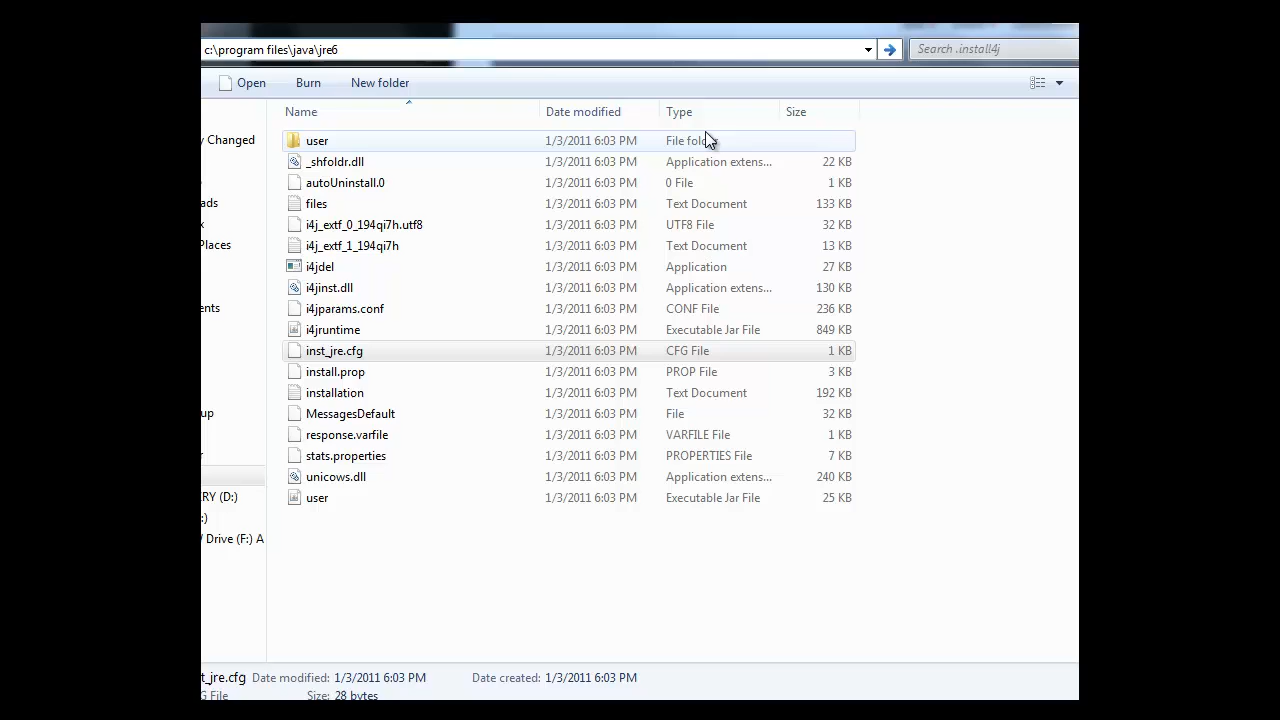 c:\program files\java\jre6
Search .install4j
Open Burn New folder
Name Date modified Type Size
y Changed
user 1/3/2011 6:03 PM File fol
_shfoldr.dll 1/3/2011 6:03 PM Application extens... 22 KB
autoUninstall.0 1/3/2011 6:03 PM 0 File 1 KB
ads
files 1/3/2011 6:03 PM Text Document 133 KB
x
i4j_extf_0_194qi7h.utf8 1/3/2011 6:03 PM UTF8 File 32 KB
Places
i4j_extf_1_194qi7h 1/3/2011 6:03 PM Text Document 13 KB
i4jdel 1/3/2011 6:03 PM Application 27 KB
i4jinst.dll 1/3/2011 6:03 PM Application extens... 130 KB
ents
i4jparams.conf 1/3/2011 6:03 PM CONF File 236 KB
i4jruntime 1/3/2011 6:03 PM Executable Jar File 849 KB
inst_jre.cfg 1/3/2011 6:03 PM CFG File 1 KB
install.prop 1/3/2011 6:03 PM PROP File 3 KB
installation 1/3/2011 6:03 PM Text Document 192 KB
up
MessagesDefault 1/3/2011 6:03 PM File 32 KB
response.varfile 1/3/2011 6:03 PM VARFILE File 1 KB
stats.properties 1/3/2011 6:03 PM PROPERTIES File 7 KB
unicows.dll 1/3/2011 6:03 PM Application extens... 240 KB
RY (D:)
user 1/3/2011 6:03 PM Executable Jar File 25 KB
:)
/ Drive (F:) A
t_jre.cfg Date modified: 1/3/2011 6:03 PM Date created: 1/3/2011 6:03 PM
G File Size: 28 bytes